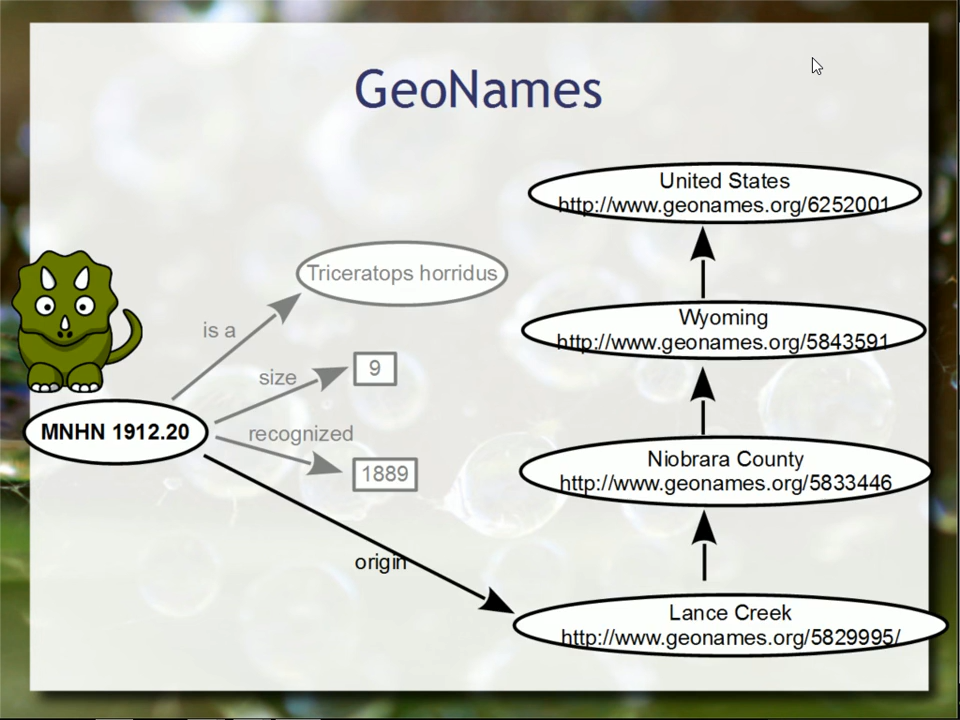 GeoNames
United States
http://www.geonames.org/6252001
Triceratops horridus
is a
Wyoming
http://www.geonames.org/5843591
size
9
MNHN 1912.20
recognized
1889
Niobrara County
http://www.geonames.org/5833446
origin
Lance Creek
http://www.geonames.org/5829995/